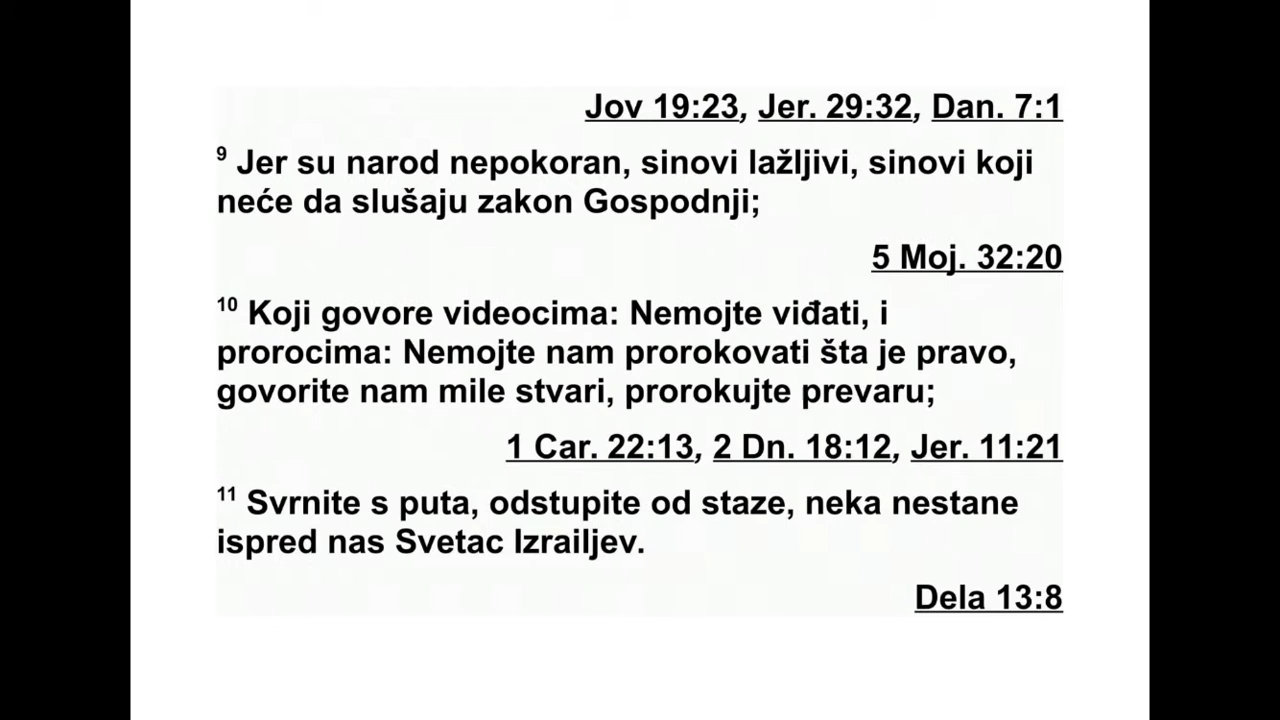 Jov 19:23, Jer. 29:32, Dan. 7:1
9 Jer su narod nepokoran, sinovi lažljivi, sinovi koji
neće da slušaju zakon Gospodnji;
5 Moj. 32:20
10 Koji govore videocima: Nemojte viđati, i
prorocima: Nemojte nam prorokovati šta je pravo,
govorite nam mile stvari, prorokujte prevaru;
1 Car. 22:13, 2 Dn. 18:12, Jer. 11:21
11 Svrnite s puta, odstupite od staze, neka nestane
ispred nas Svetac Izrailjev.
Dela 13:8